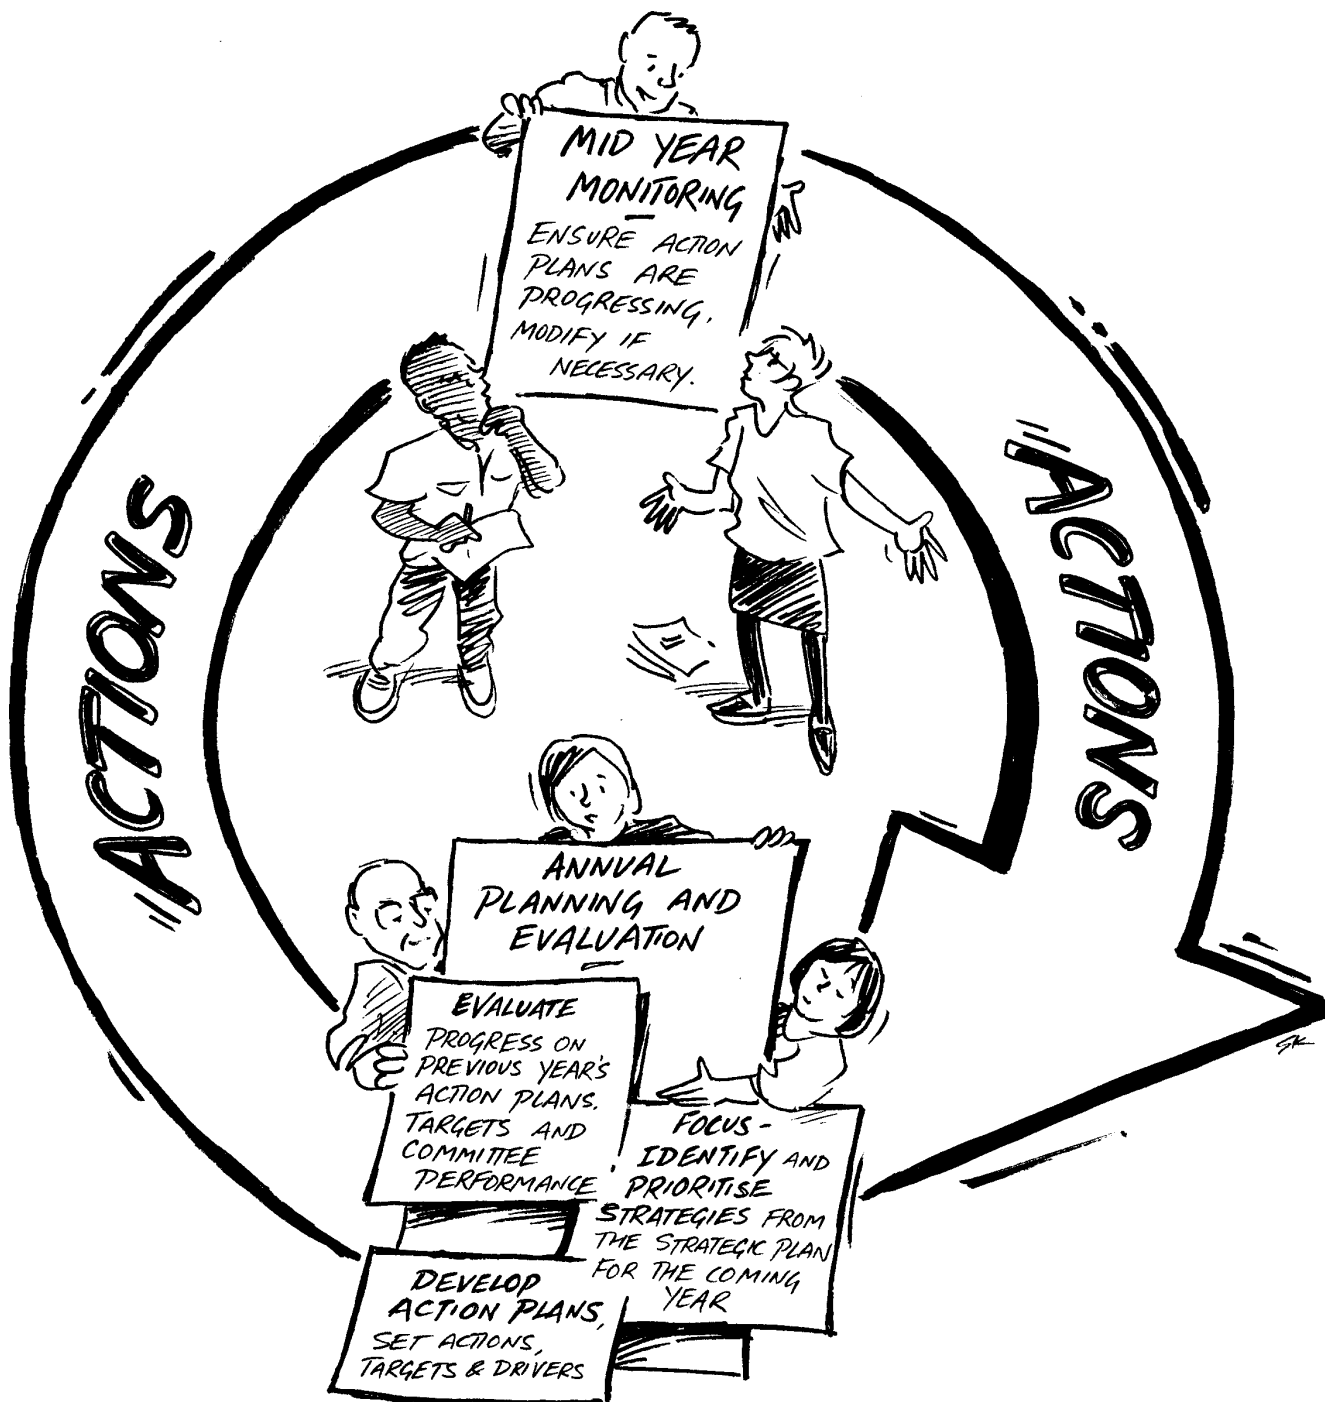 MID YEAR
MONITORING
ENSURE ACTION
PLANS ARE
PROGRESSING.
MODIFY IF
NECESSARY.
ACTIONS
ACTIONS
ANNUAL
PLANNING AND
EVALUATION
EVALUATE
PROGRESS ON
PREVIOUS YEAR'S
ACTION PLANS.
TARGETS AND
COMMITTEE
PERFORMANCE
FOCUS -
IDENTIFY AND
PRIORITISE
STRATEGIES FROM
THE STRATEGIC PLAN
FOR THE COMING
YEAR
DEVELOP
ACTION PLANS,
SET ACTIONS,
TARGETS & DRIVERS
GK